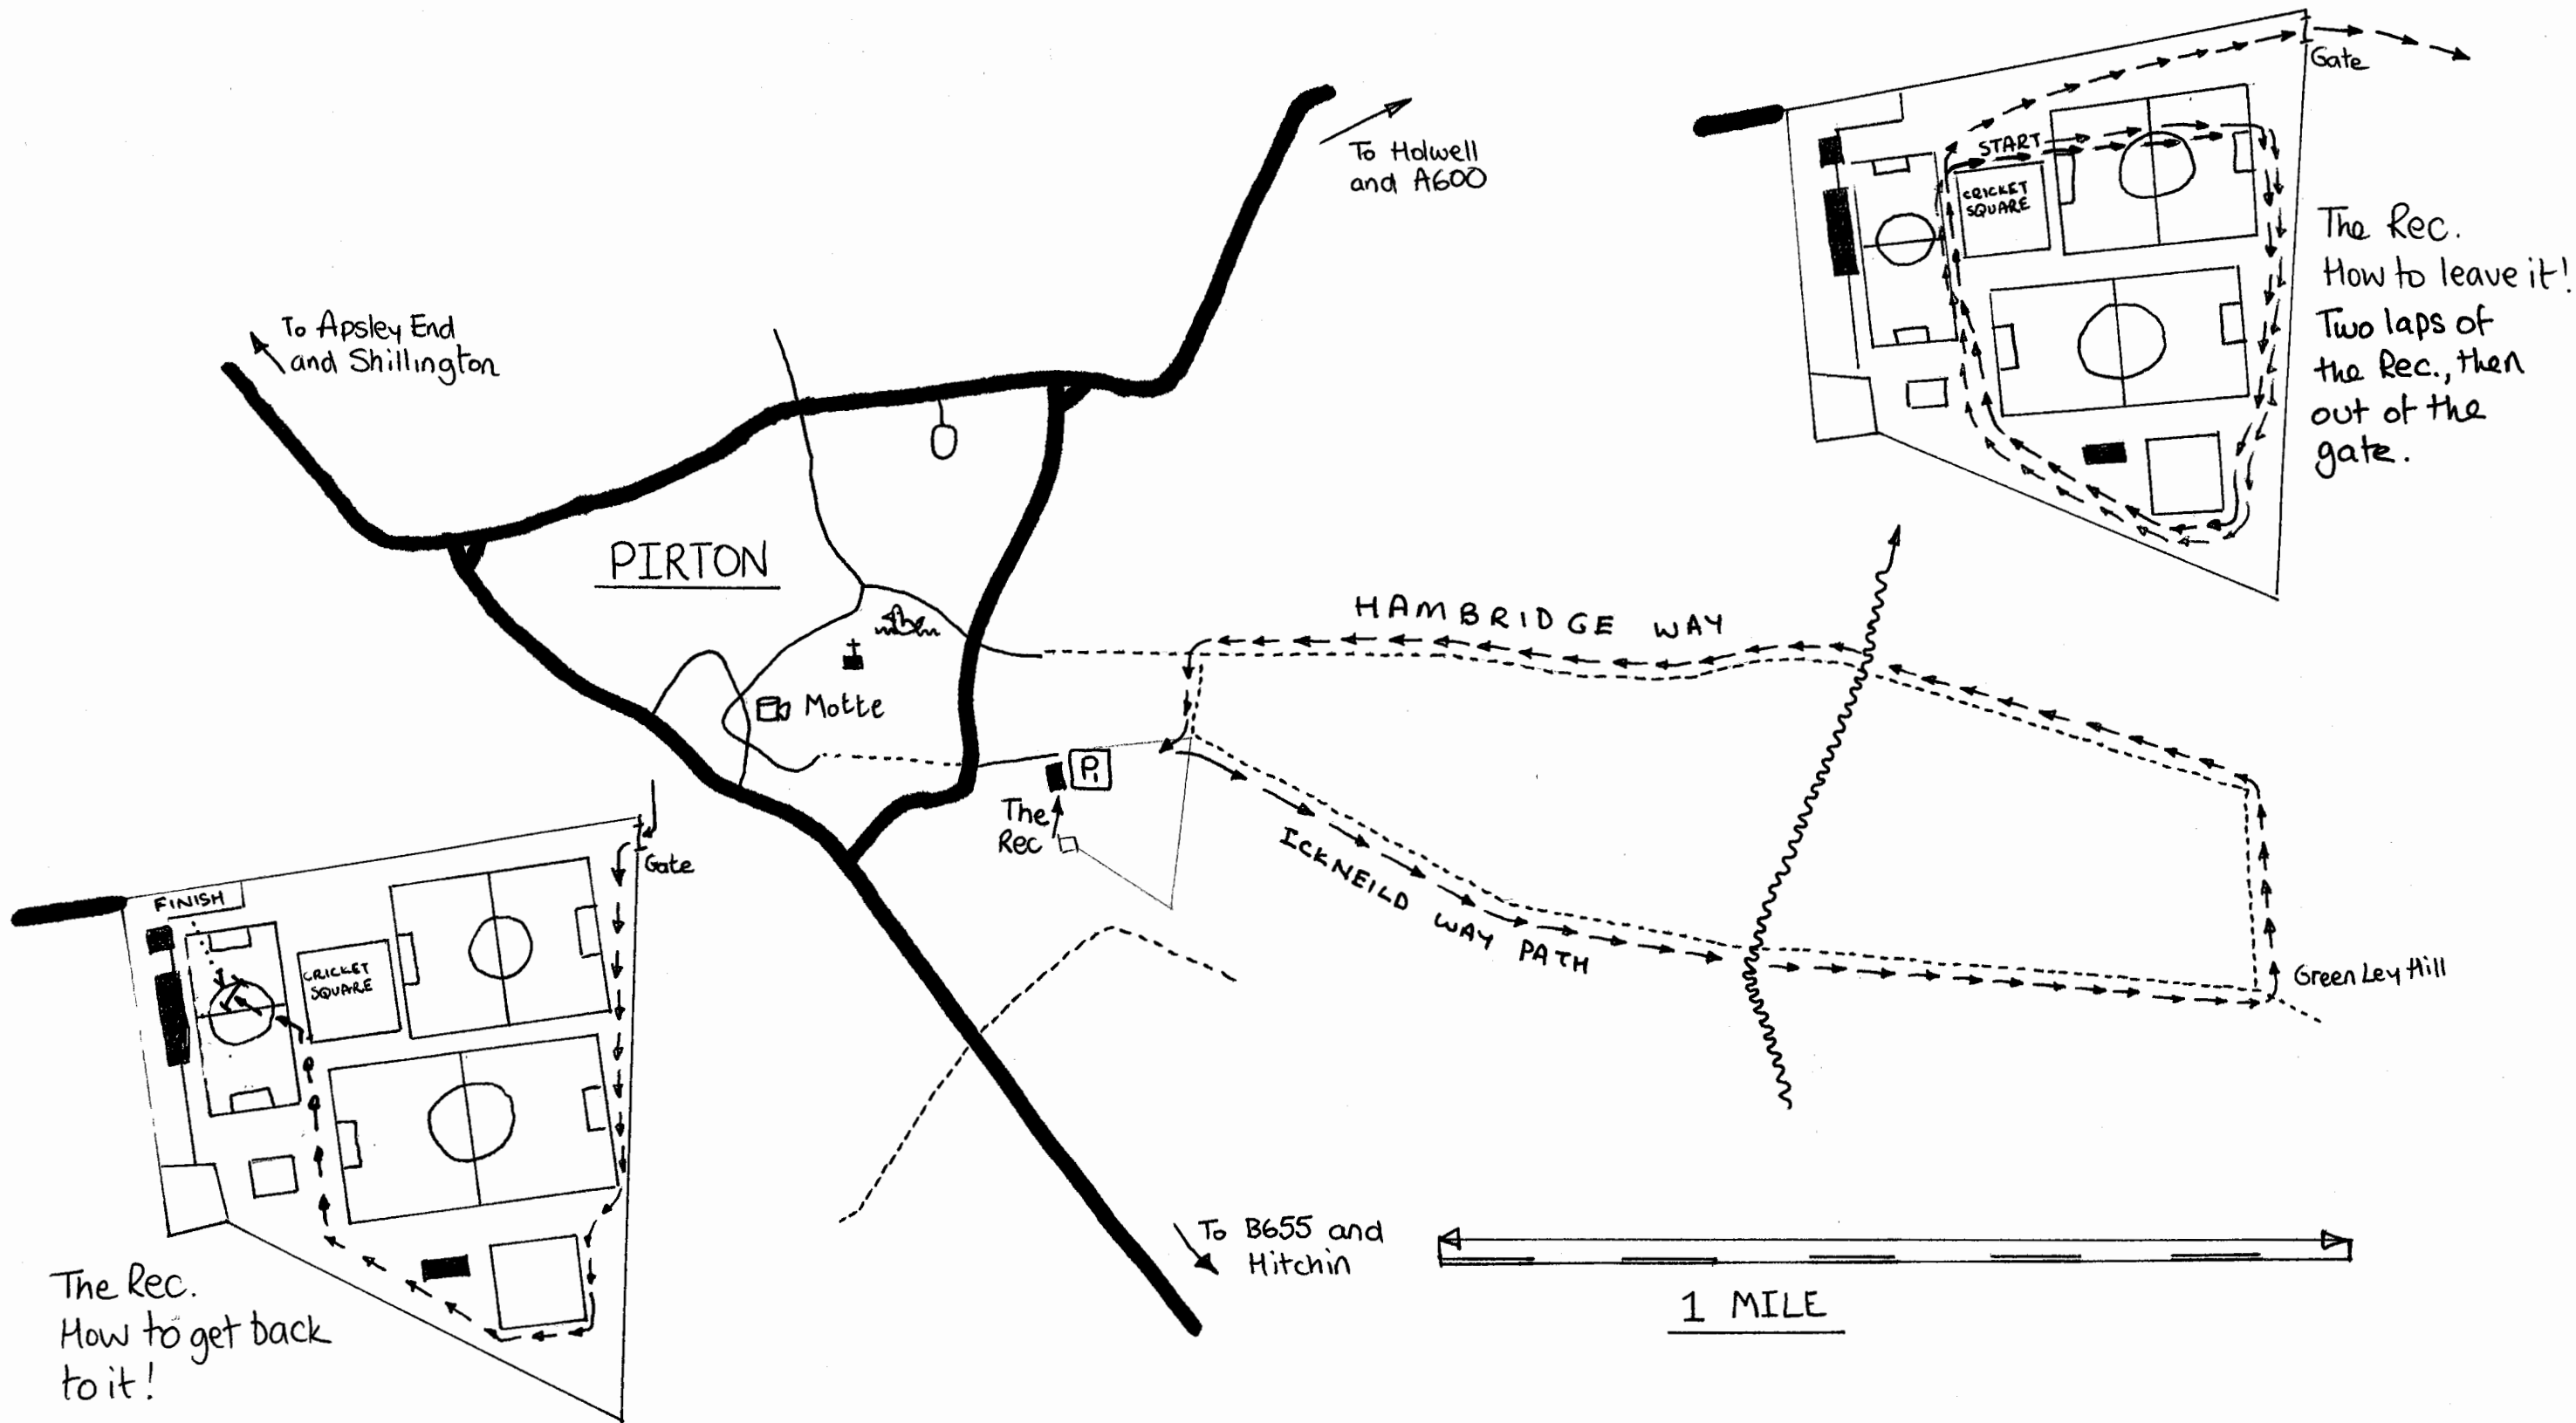 Gate
To Holwell
and A600
START
CRICKET
SQUARE
The Rec.
How to leave it!
Two laps of
the Rec., then
out of the
gate.
To Apsley End
and Shillington
PIRTON
HAMBRIDGE WAY
Motte
P
The
Rec
ICKNEILD WAY PATH
Green Ley Hill
Gate
FINISH
CRICKET
SQUARE
The Rec.
How to get back
to it!
To B655 and
Hitchin
1 MILE